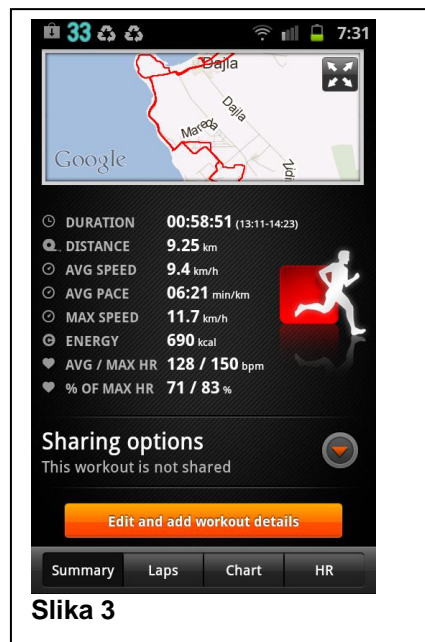 33 7:31
Dajla
Dajla
Google
DURATION 00:58:51 (13:11-14:23)
DISTANCE 9.25 km
AVG SPEED 9.4 km/h
AVG PACE 06:21 min/km
MAX SPEED 11.7 km/h
ENERGY 690 kcal
AVG / MAX HR 128 / 150 bpm
% OF MAX HR 71 / 83 %
Sharing options
This workout is not shared
Edit and add workout details
Summary Laps Chart HR
Slika 3